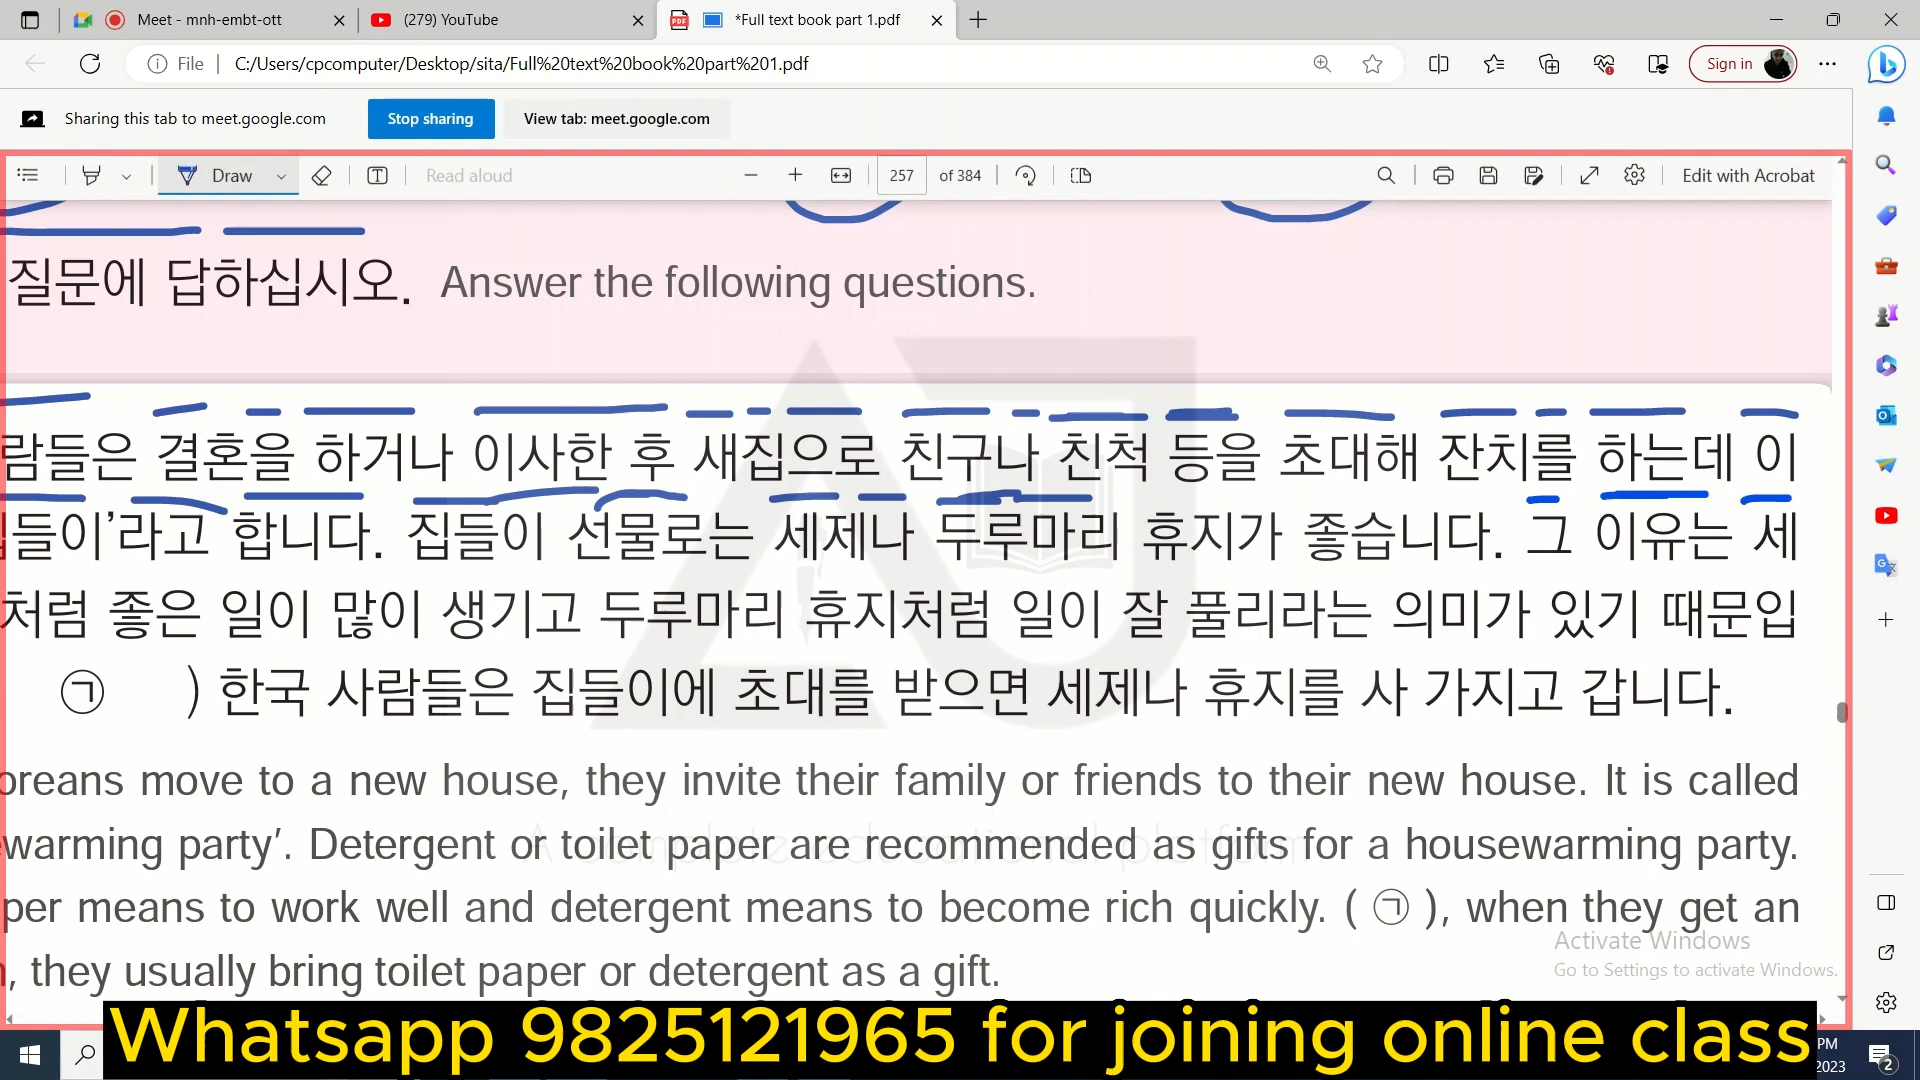 Meet - mnh-embt-ott
(279) YouTube
*Full text book part 1.pdf
File
C:/Users/cpcomputer/Desktop/sita/Full%20text%20book%20part%201.pdf
Sign in
Sharing this tab to meet.google.com
Stop sharing
View tab: meet.google.com
Draw
Read aloud
257 of 384
Edit with Acrobat
질문에 답하십시오. Answer the following questions.
람들은 결혼을 하거나 이사한 후 새집으로 친구나 친척 등을 초대해 잔치를 하는데 이
들이'라고 합니다. 집들이 선물로는 세제나 두루마리 휴지가 좋습니다. 그 이유는 세
처럼 좋은 일이 많이 생기고 두루마리 휴지처럼 일이 잘 풀리라는 의미가 있기 때문입
㉠ ) 한국 사람들은 집들이에 초대를 받으면 세제나 휴지를 사 가지고 갑니다.
oreans move to a new house, they invite their family or friends to their new house. It is called
warming party'. Detergent or toilet paper are recommended as gifts for a housewarming party.
per means to work well and detergent means to become rich quickly. ( ㉠ ), when they get an
, they usually bring toilet paper or detergent as a gift.
A complete educational platform
Activate Windows
Go to Settings to activate Windows.
Whatsapp 9825121965 for joining online class
PM
2023
2